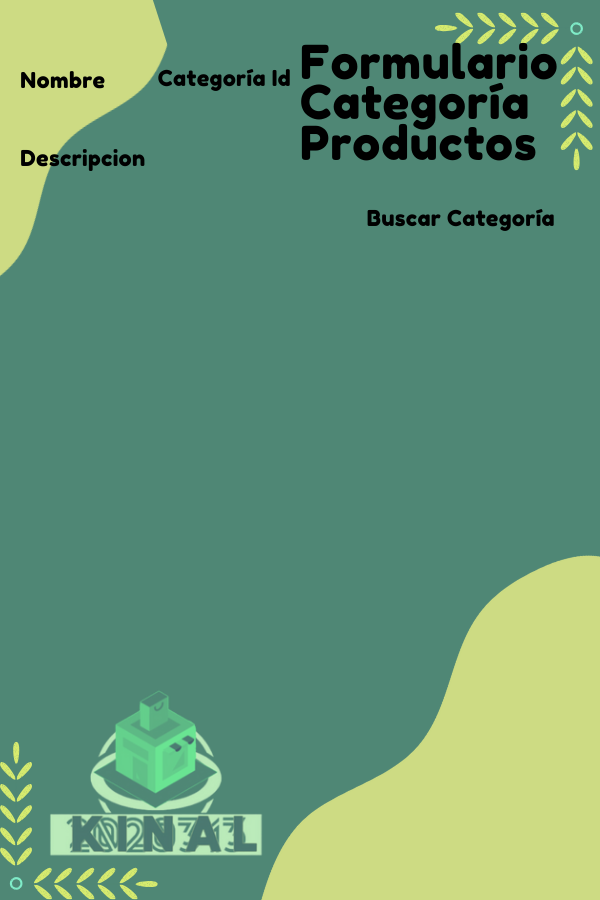 Formulario
Categoría
Productos
Nombre
Categoría Id
Descripcion
Buscar Categoría
KINAL